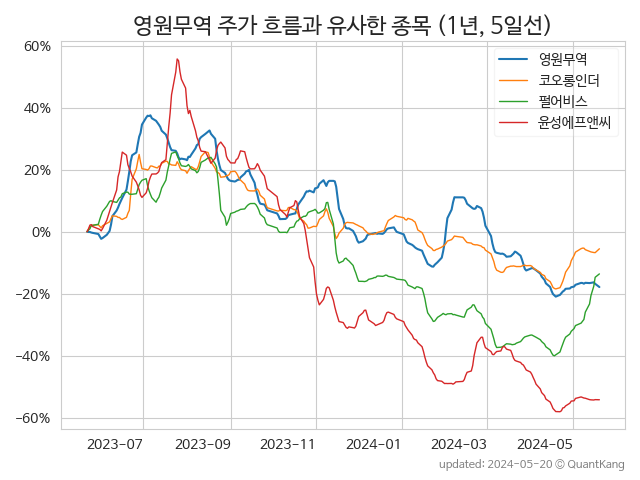 영원무역 주가 흐름과 유사한 종목 (1년, 5일선)
60%
40%
20%
0%
−20%
−40%
−60%
영원무역
코오롱인더
펄어비스
윤성에프앤씨
2023-07
2023-09
2023-11
2024-01
2024-03
2024-05
updated: 2024-05-20 © QuantKang